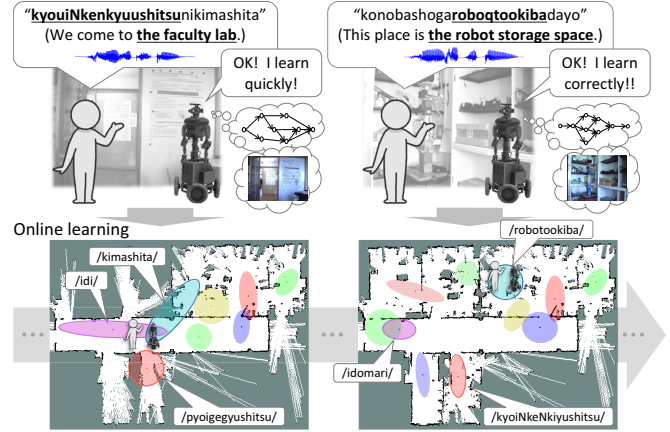 “kyouiNkenkyuushitsunikimashita”
(We come to the faculty lab.)
OK! I learn
quickly!
“konobashogaroboqtookibadayo”
(This place is the robot storage space.)
OK! I learn
correctly!!
Online learning
/kimashita/
/idi/
/pyoigegyushitsu/
/robotookiba/
/idomari/
/kyoiNkeNkiyushitsu/